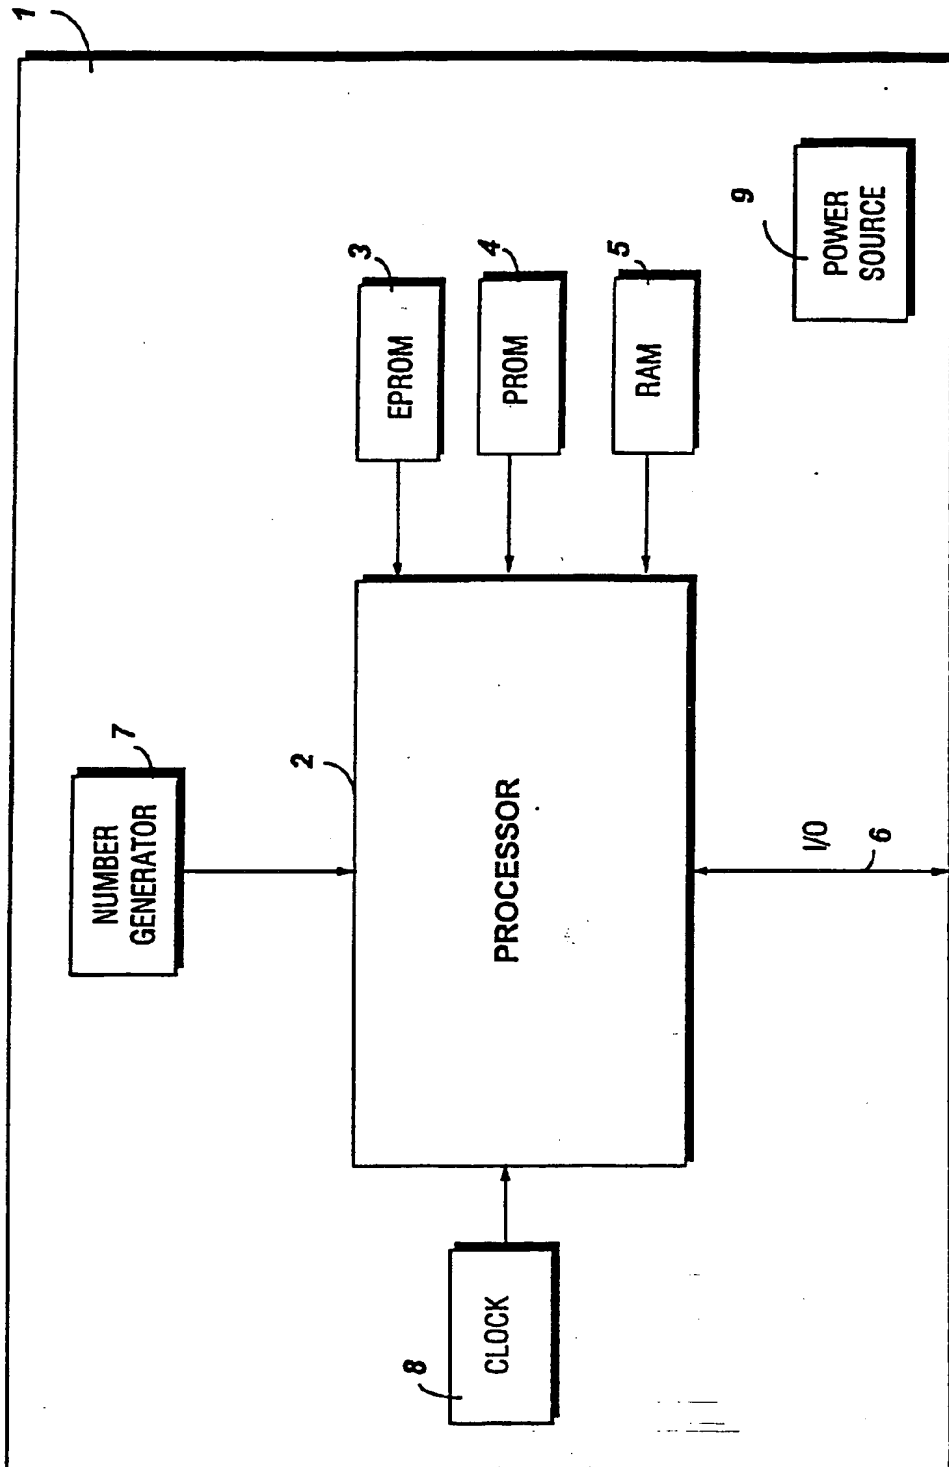 1
NUMBER
GENERATOR
7
2
PROCESSOR
EPROM
3
PROM
4
RAM
5
CLOCK
8
I/O
6
POWER
SOURCE
9